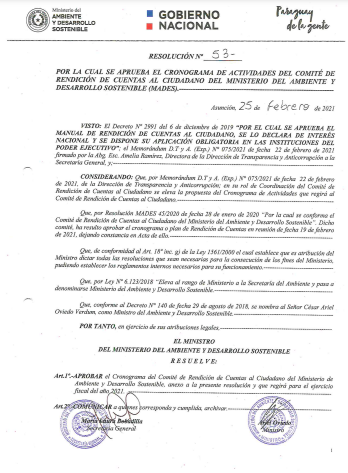 Ministerio del
AMBIENTE
Y DESARROLLO
SOSTENIBLE
GOBIERNO
NACIONAL
Paraguay
de la gente
RESOLUCIÓN N° 53-
POR LA CUAL SE APRUEBA EL CRONOGRAMA DE ACTIVIDADES DEL COMITÉ DE
RENDICIÓN DE CUENTAS AL CIUDADANO DEL MINISTERIO DEL AMBIENTE Y
DESARROLLO SOSTENIBLE (MADES).
Asunción, 25 de febrero de 2021
VISTO: El Decreto N° 2991 del 6 de diciembre de 2019 “POR EL CUAL SE APRUEBA EL
MANUAL DE RENDICIÓN DE CUENTAS AL CIUDADANO, SE LO DECLARA DE INTERÉS
NACIONAL Y SE DISPONE SU APLICACIÓN OBLIGATORIA EN LAS INSTITUCIONES DEL
PODER EJECUTIVO”; el Memorándum D.T y A. (Exp.) N° 075/2021 de fecha 22 de febrero de 2021
firmado por la Abg. Esc. Amelia Ramírez, Directora de la Dirección de Transparencia y Anticorrupción a la
Secretaria General, y;
CONSIDERANDO: Que, por Memorándum D.T y A. (Exp.) N° 075/2021 de fecha 22 de febrero
de 2021, de la Dirección de Transparencia y Anticorrupción; en su rol de Coordinación del Comité de
Rendición de Cuentas al Ciudadano se eleva la propuesta del Cronograma de Actividades que regirá al
Comité de Rendición de Cuentas al Ciudadano.
Que, por Resolución MADES 43/2020 de fecha 28 de enero de 2020 “Por la cual se conforma el
Comité de Rendición de Cuentas al Ciudadano del Ministerio del Ambiente y Desarrollo Sostenible”. Dicho
comité, ha resuelto aprobar el cronograma o plan de Rendición de Cuentas en reunión de fecha 19 de febrero
de 2021, dejando constancia en Acta de ello.
Que, de conformidad al Art. 18° inc. g) de la Ley 1561/2000 el cual establece que es atribución del
Ministro dictar todas las resoluciones que sean necesarias para la consecución de los fines del Ministerio,
pudiendo establecer los reglamentos internos necesarios para su funcionamiento.
Que, por Ley N° 6.123/2018 “Eleva al rango de Ministerio a la Secretaría del Ambiente y pasa a
denominarse Ministerio del Ambiente y Desarrollo Sostenible.
Que, conforme al Decreto N° 140 de fecha 29 de agosto de 2018, se nombra al Señor César Ariel
Oviedo Verdum, como Ministro del Ambiente y Desarrollo Sostenible.
POR TANTO, en ejercicio de sus atribuciones legales.
EL MINISTRO
DEL MINISTERIO DEL AMBIENTE Y DESARROLLO SOSTENIBLE
R E S U E L V E:
Art.1°.-APROBAR el Cronograma del Comité de Rendición de Cuentas al Ciudadano del Ministerio de
Ambiente y Desarrollo Sostenible, anexo a la presente resolución y que regirá para el ejercicio
fiscal del año 2021.
Art.2°.-COMUNICAR a quienes corresponda y cumplida, archivar.
María Laura Bobadilla
Secretaria General
Ariel Oviedo
Ministro
1